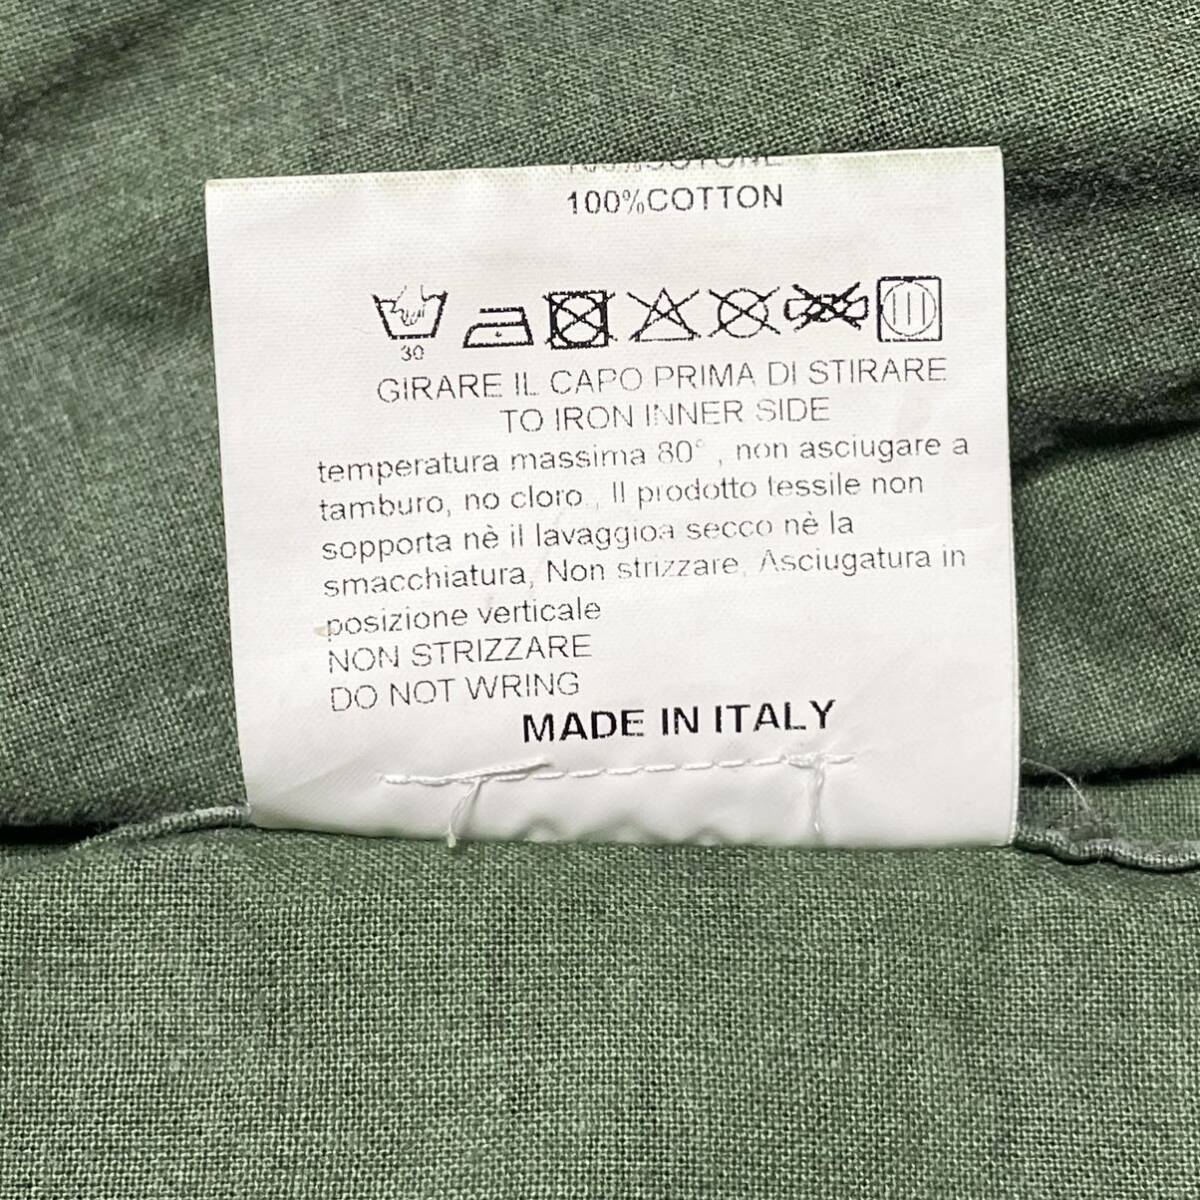 100%COTONE
100%COTTON
30
GIRARE IL CAPO PRIMA DI STIRARE
TO IRON INNER SIDE
temperatura massima 80° , non asciugare a
tamburo, no cloro , Il prodotto tessile non
sopporta nè il lavaggioa secco nè la
smacchiatura, Non strizzare, Asciugatura in
posizione verticale
NON STRIZZARE
DO NOT WRING
MADE IN ITALY